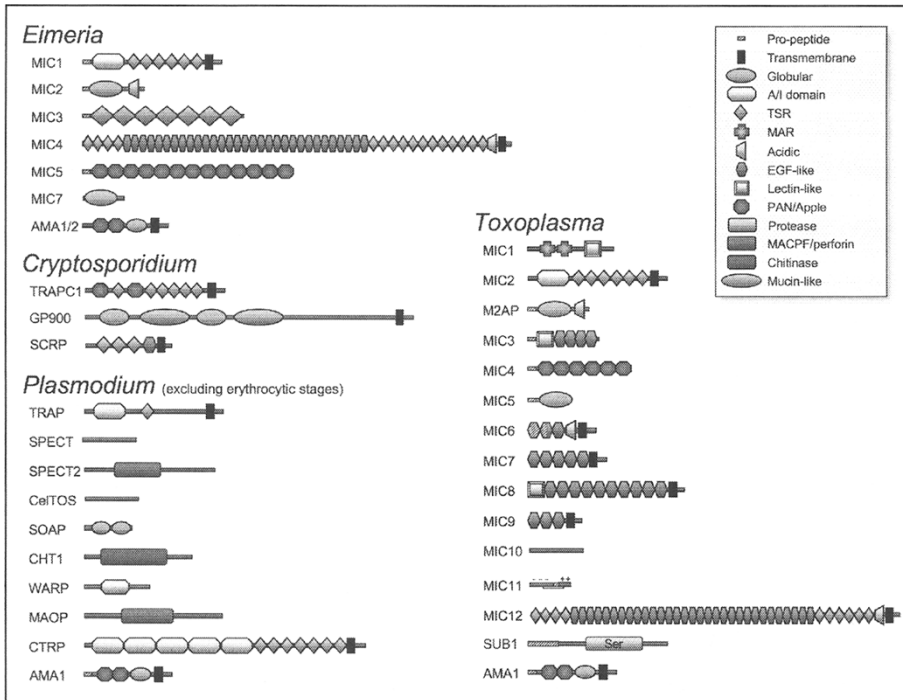 Eimeria
MIC1
MIC2
MIC3
MIC4
MIC5
MIC7
AMA1/2
Cryptosporidium
TRAPC1
GP900
SCRP
Plasmodium (excluding erythrocytic stages)
TRAP
SPECT
SPECT2
CelTOS
SOAP
CHT1
WARP
MAOP
CTRP
AMA1
Toxoplasma
MIC1
MIC2
M2AP
MIC3
MIC4
MIC5
MIC6
MIC7
MIC8
MIC9
MIC10
MIC11
--- ++
MIC12
SUB1
Ser
AMA1
Pro-peptide
Transmembrane
Globular
A/I domain
TSR
MAR
Acidic
EGF-like
Lectin-like
PAN/Apple
Protease
MACPF/perforin
Chitinase
Mucin-like